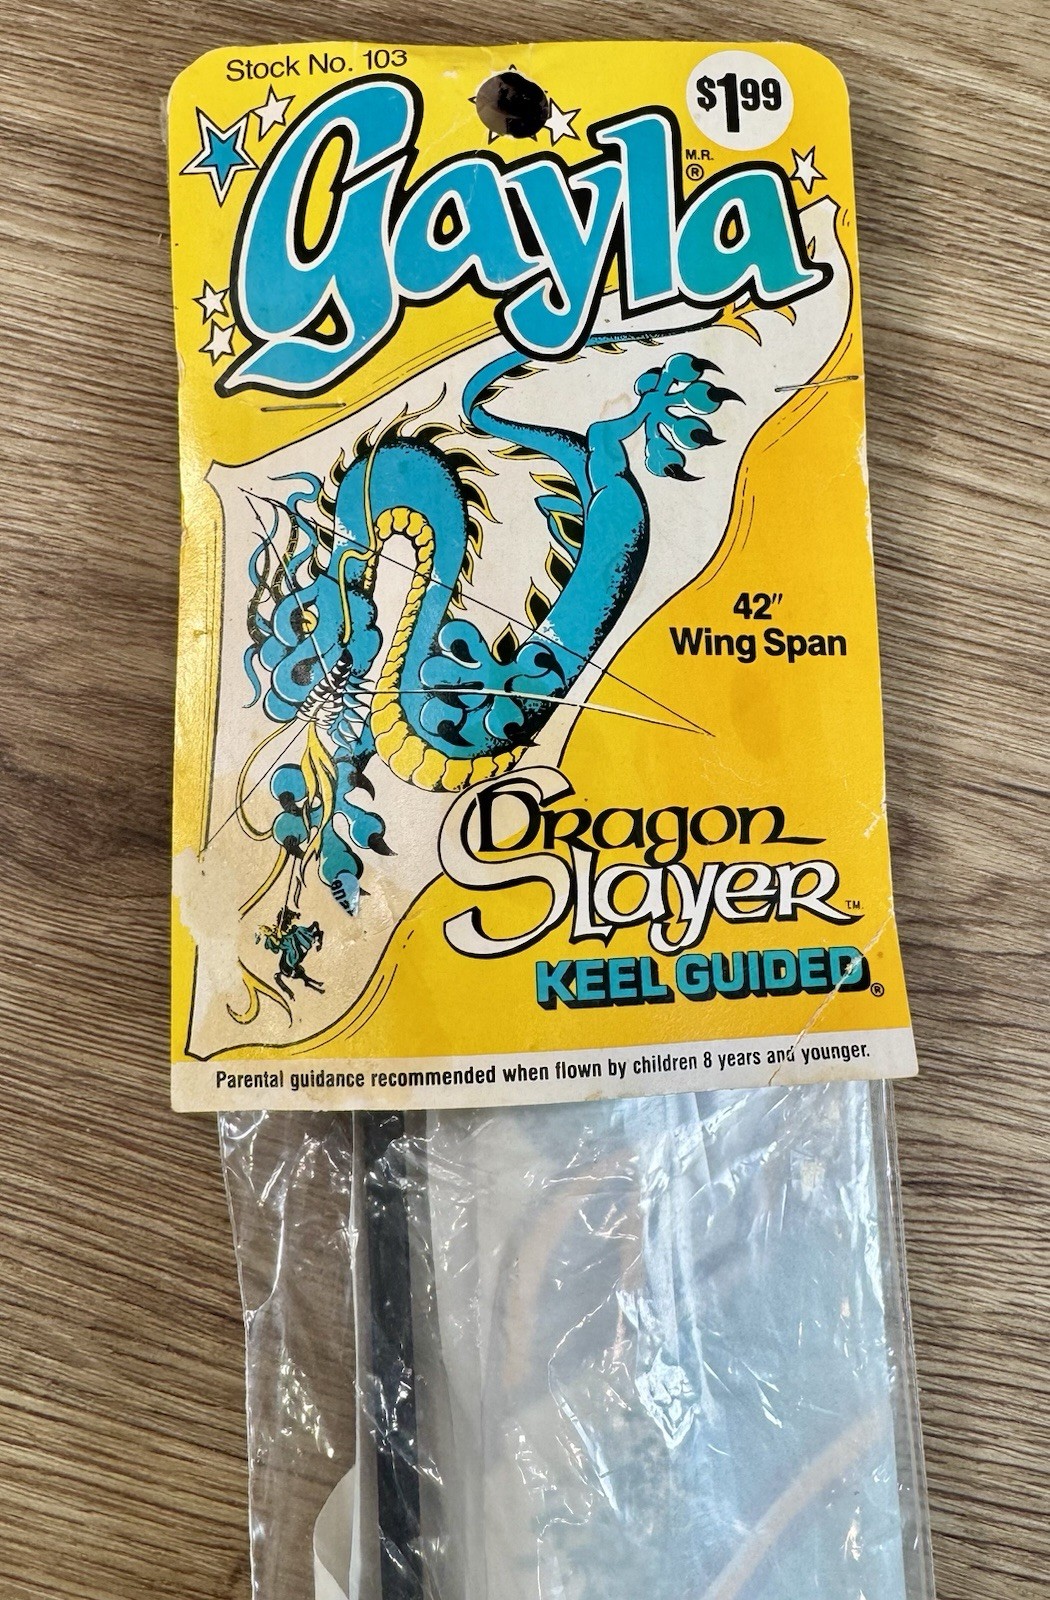 Stock No. 103
$1.99
Gayla
M.R.
®
42" 
Wing Span
Dragon
Slayer TM.
KEEL GUIDED®
Parental guidance recommended when flown by children 8 years and younger.